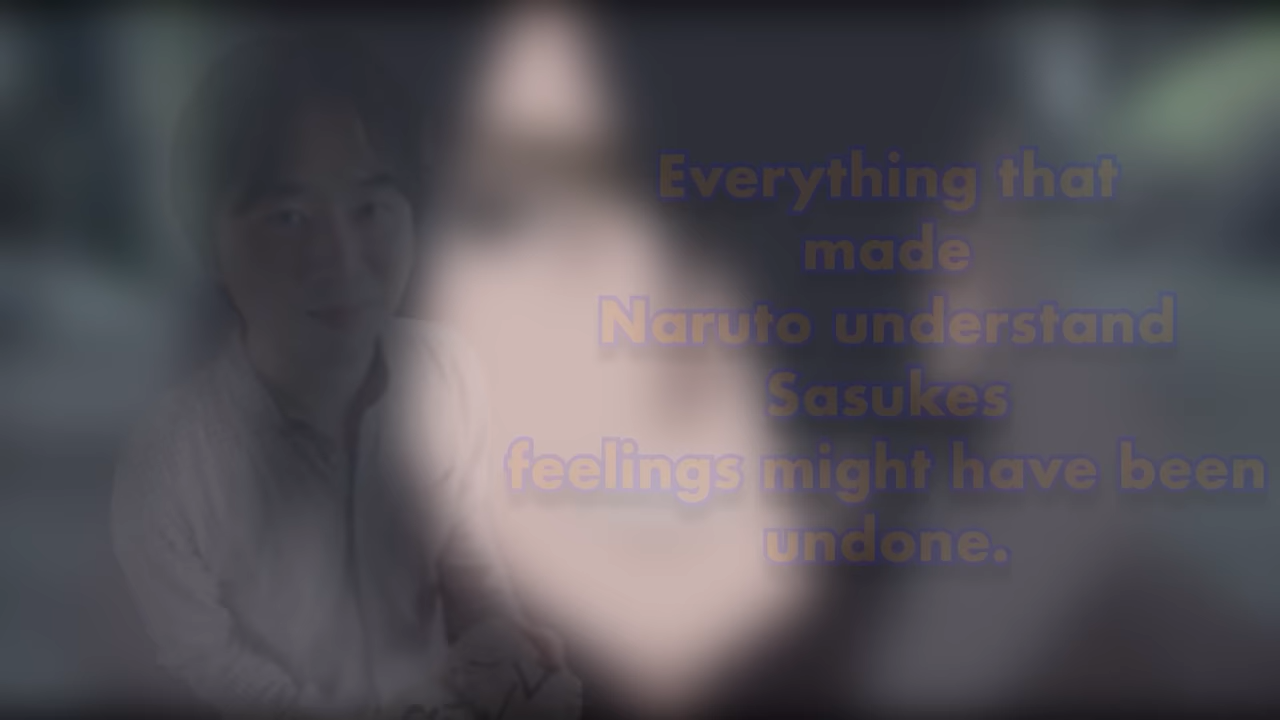 Everything that
made
Naruto understand
Sasukes
feelings might have been
undone.